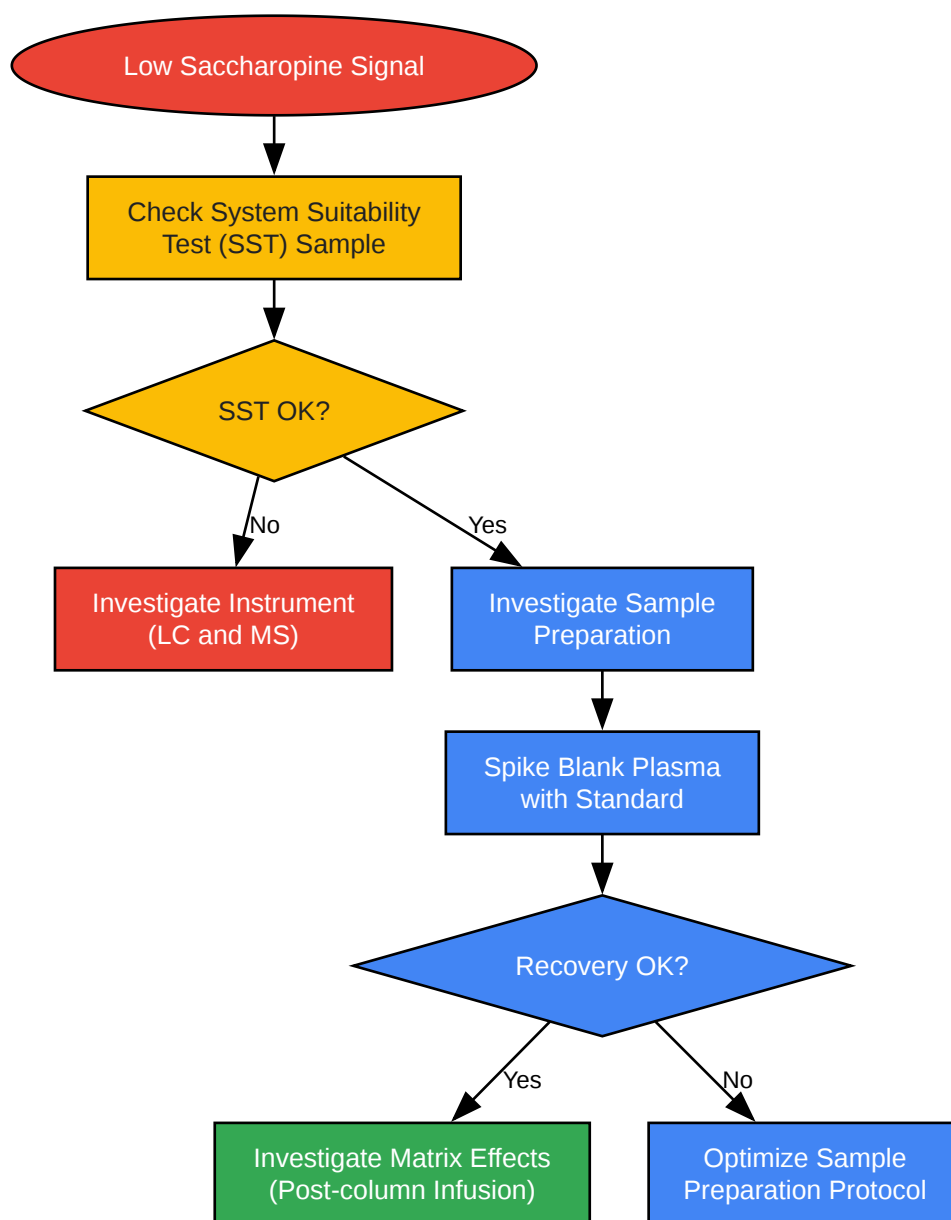 Low Saccharopine Signal
Check System Suitability
Test (SST) Sample
SST OK?
No
Yes
Investigate Instrument
(LC and MS)
Investigate Sample
Preparation
Spike Blank Plasma
with Standard
Recovery OK?
Yes
No
Investigate Matrix Effects
(Post-column Infusion)
Optimize Sample
Preparation Protocol